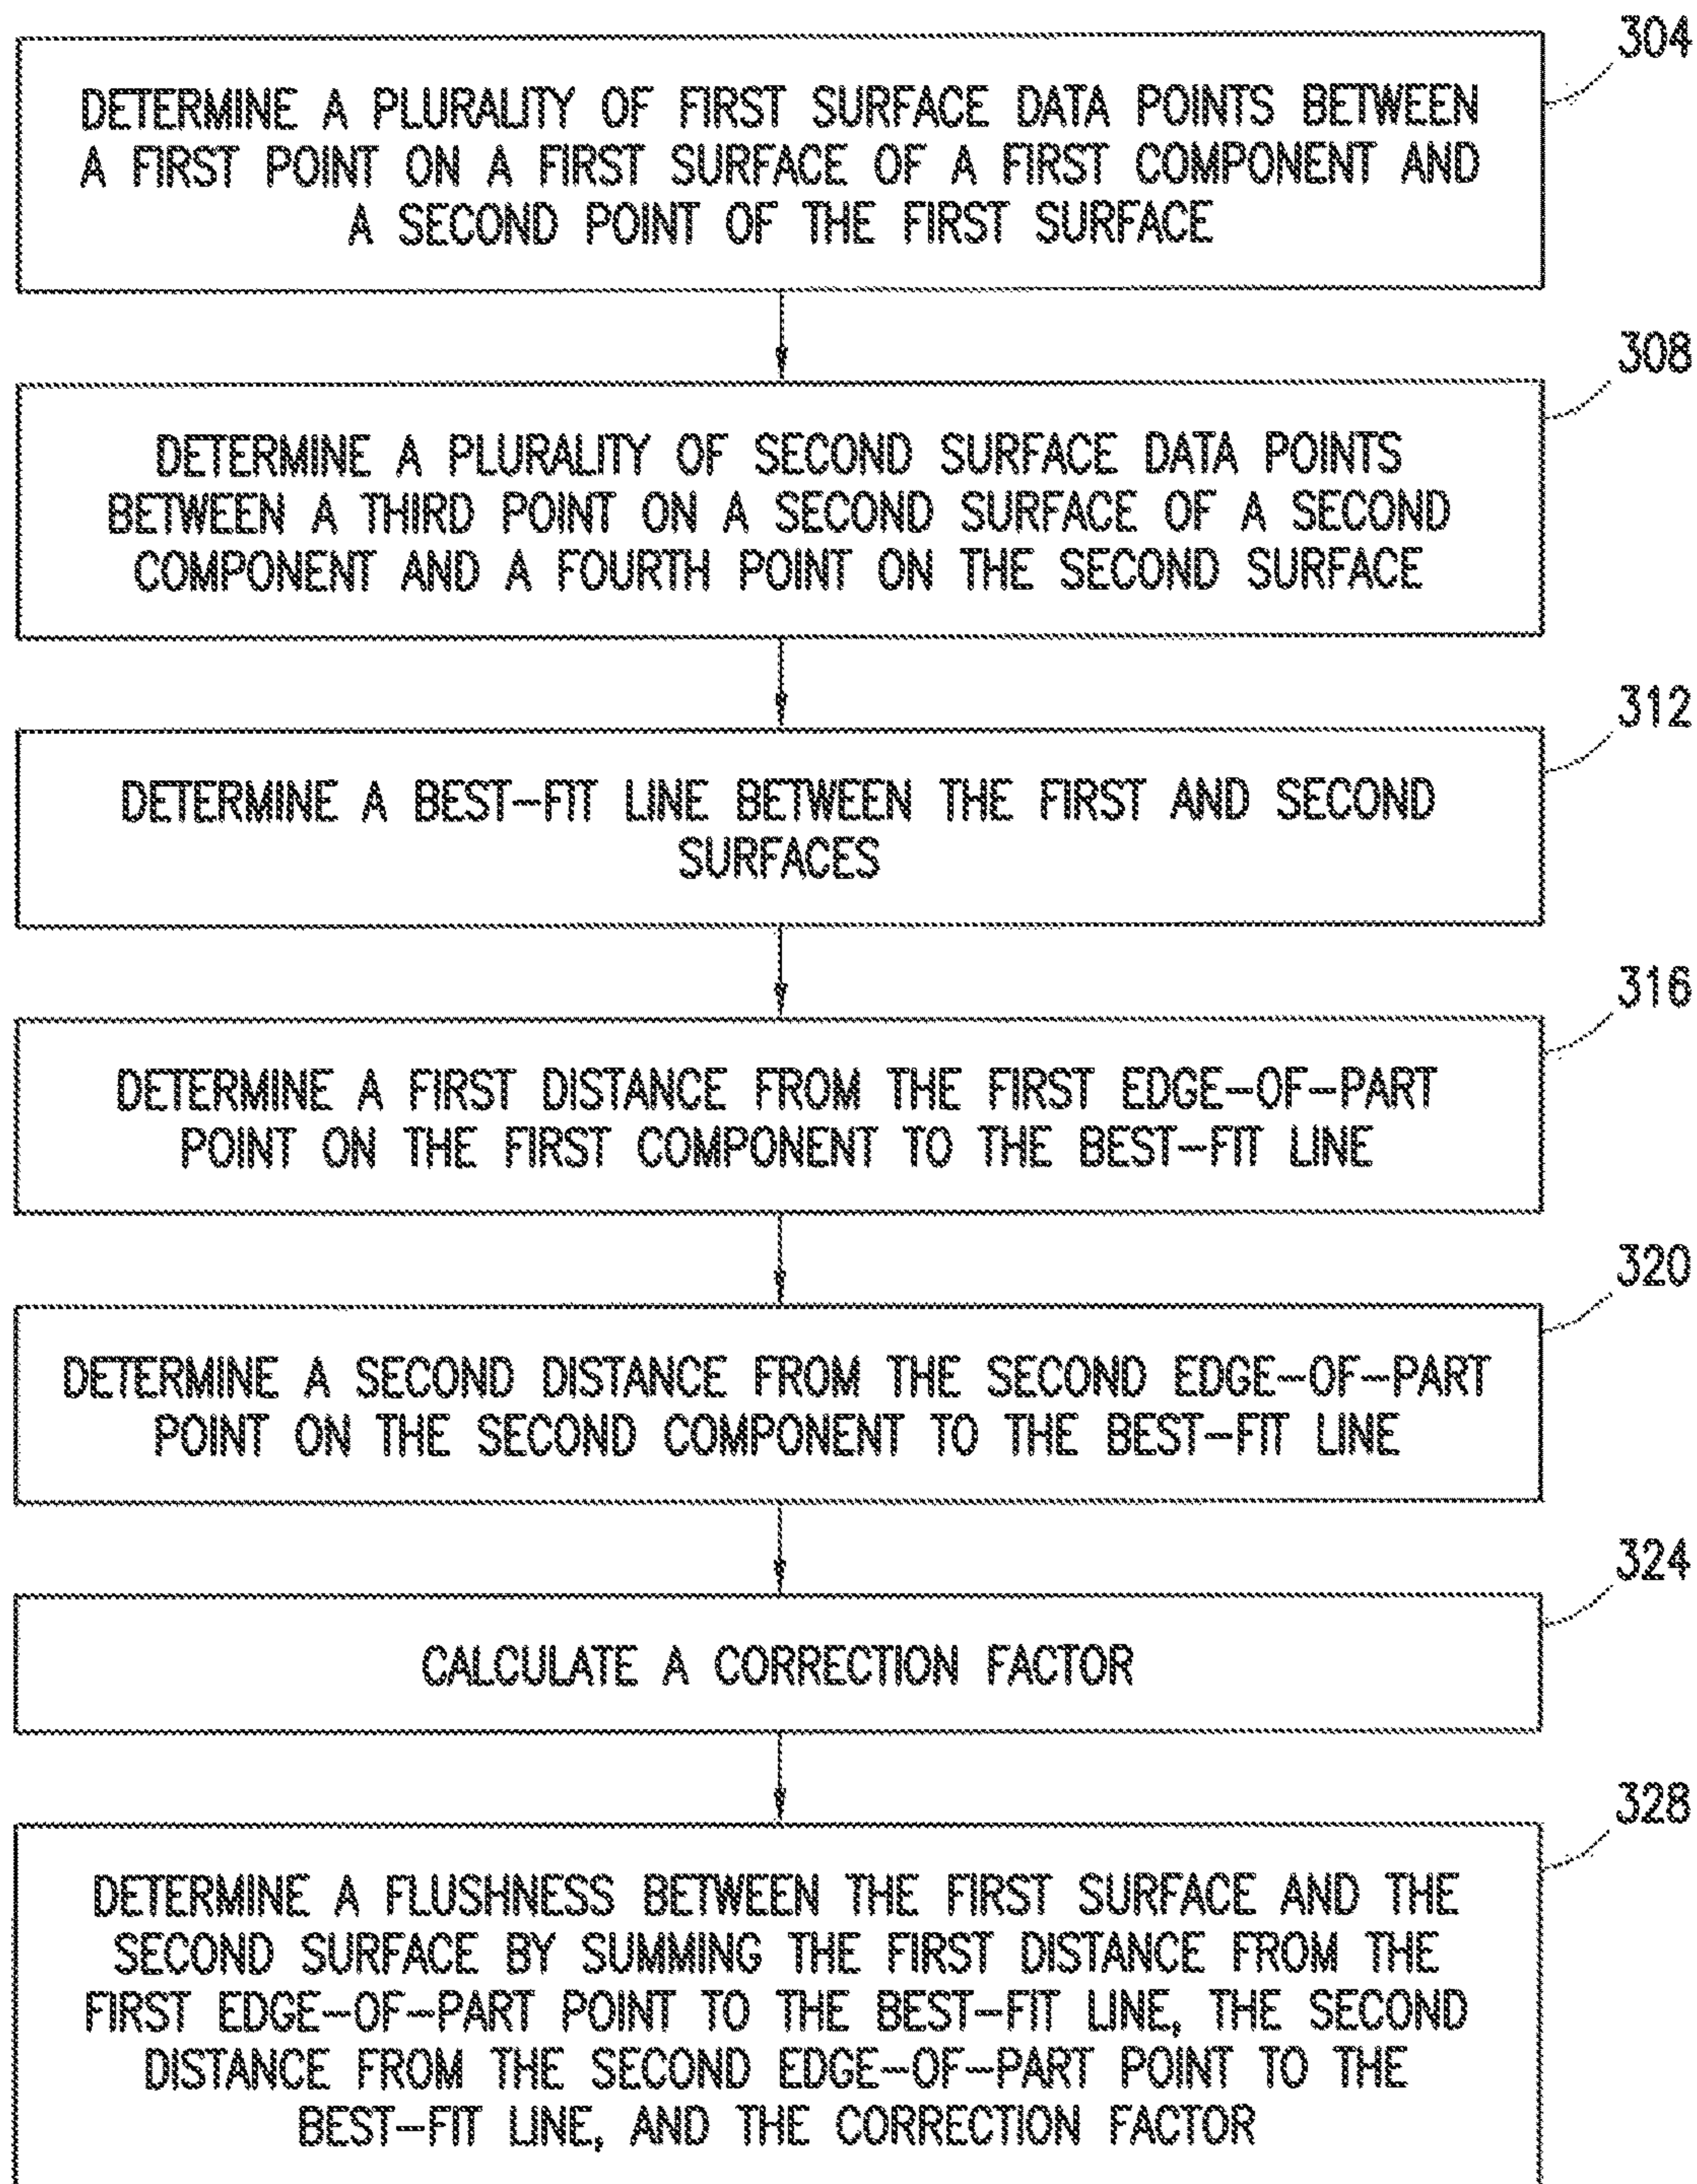 304
DETERMINE A PLURALITY OF FIRST SURFACE DATA POINTS BETWEEN
A FIRST POINT ON A FIRST SURFACE OF A FIRST COMPONENT AND
A SECOND POINT OF THE FIRST SURFACE
308
DETERMINE A PLURALITY OF SECOND SURFACE DATA POINTS
BETWEEN A THIRD POINT ON A SECOND SURFACE OF A SECOND
COMPONENT AND A FOURTH POINT ON THE SECOND SURFACE
312
DETERMINE A BEST-FIT LINE BETWEEN THE FIRST AND SECOND
SURFACES
316
DETERMINE A FIRST DISTANCE FROM THE FIRST EDGE-OF-PART
POINT ON THE FIRST COMPONENT TO THE BEST-FIT LINE
320
DETERMINE A SECOND DISTANCE FROM THE SECOND EDGE-OF-PART
POINT ON THE SECOND COMPONENT TO THE BEST-FIT LINE
324
CALCULATE A CORRECTION FACTOR
328
DETERMINE A FLUSHNESS BETWEEN THE FIRST SURFACE AND THE
SECOND SURFACE BY SUMMING THE FIRST DISTANCE FROM THE
FIRST EDGE-OF-PART POINT TO THE BEST-FIT LINE, THE SECOND
DISTANCE FROM THE SECOND EDGE-OF-PART POINT TO THE
BEST-FIT LINE, AND THE CORRECTION FACTOR